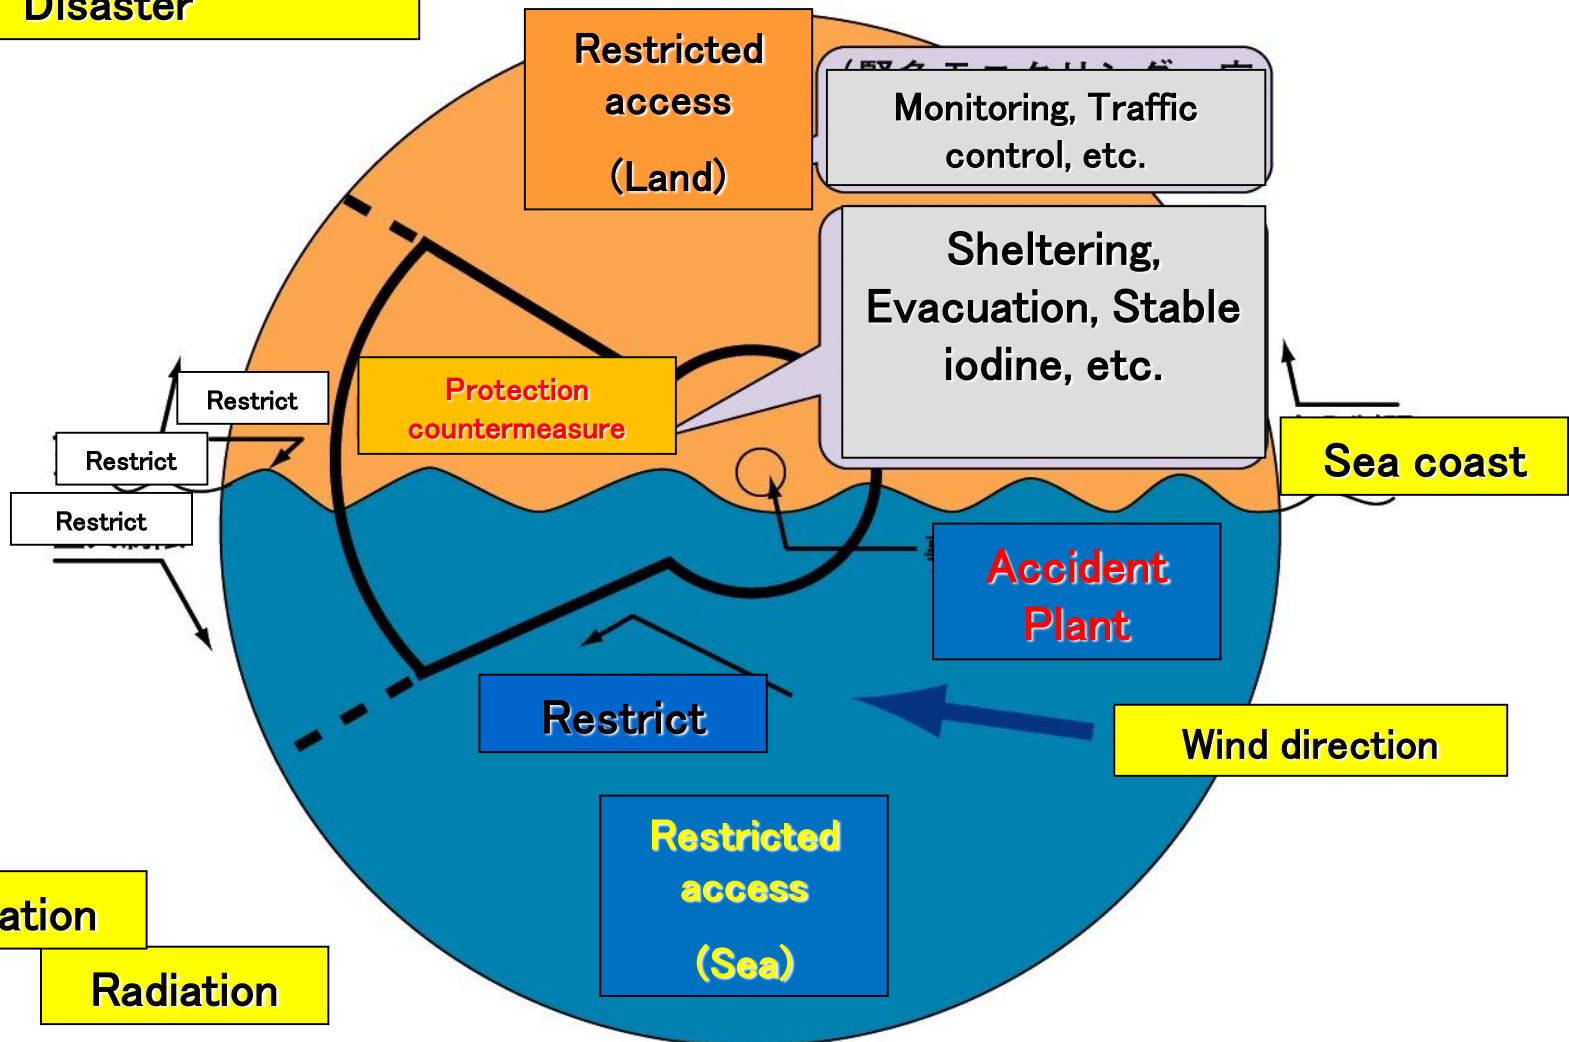 Disaster
Restricted
access
(Land)
Monitoring, Traffic
control, etc.
Sheltering,
Evacuation, Stable
iodine, etc.
Restrict
Protection
countermeasure
Restrict
Sea coast
Restrict
Accident
Plant
Restrict
Wind direction
Restricted
access
(Sea)
ation
Radiation